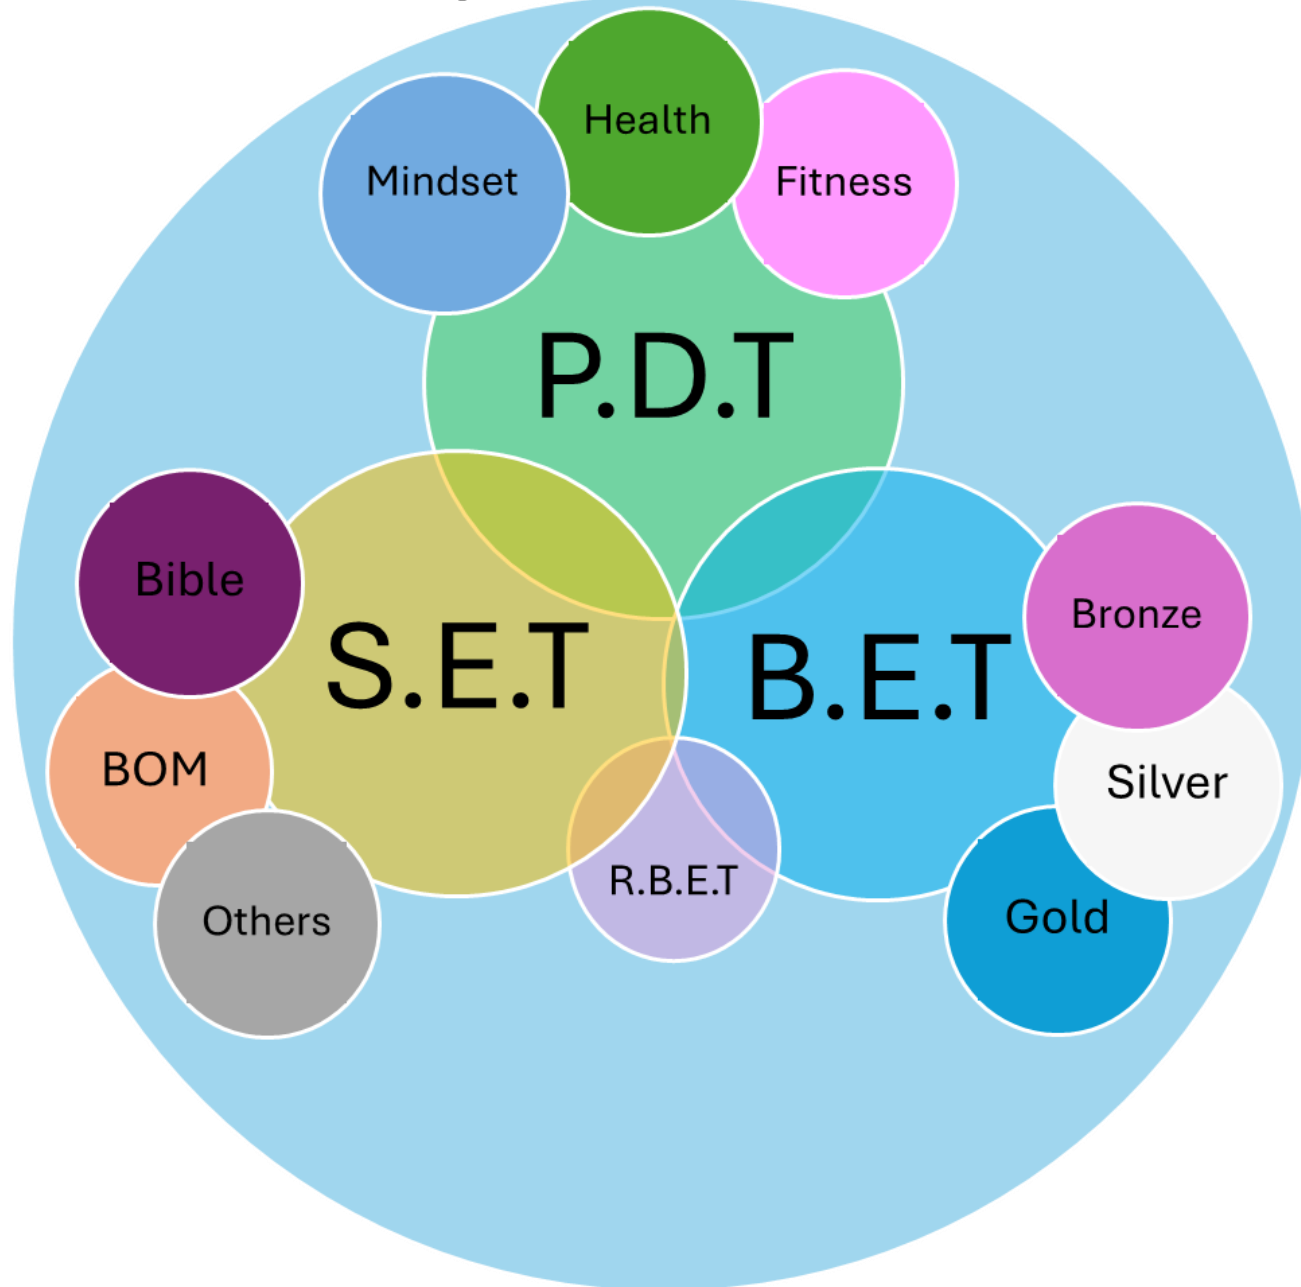 Health
Mindset
Fitness
P.D.T
Bible
S.E.T
B.E.T
Bronze
BOM
Silver
R.B.E.T
Others
Gold